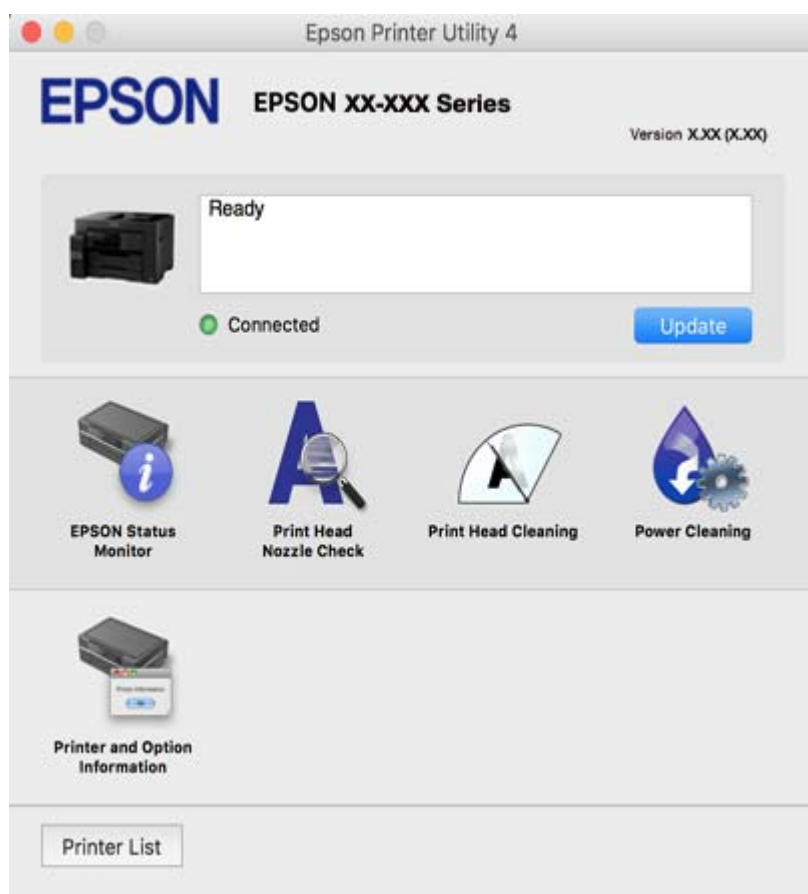 Epson Printer Utility 4
EPSON
EPSON XX-XXX Series
Version X.XX (X.XX)
Ready
Connected
Update
EPSON Status
Monitor
Print Head
Nozzle Check
Print Head Cleaning
Power Cleaning
Printer and Option
Information
Printer List